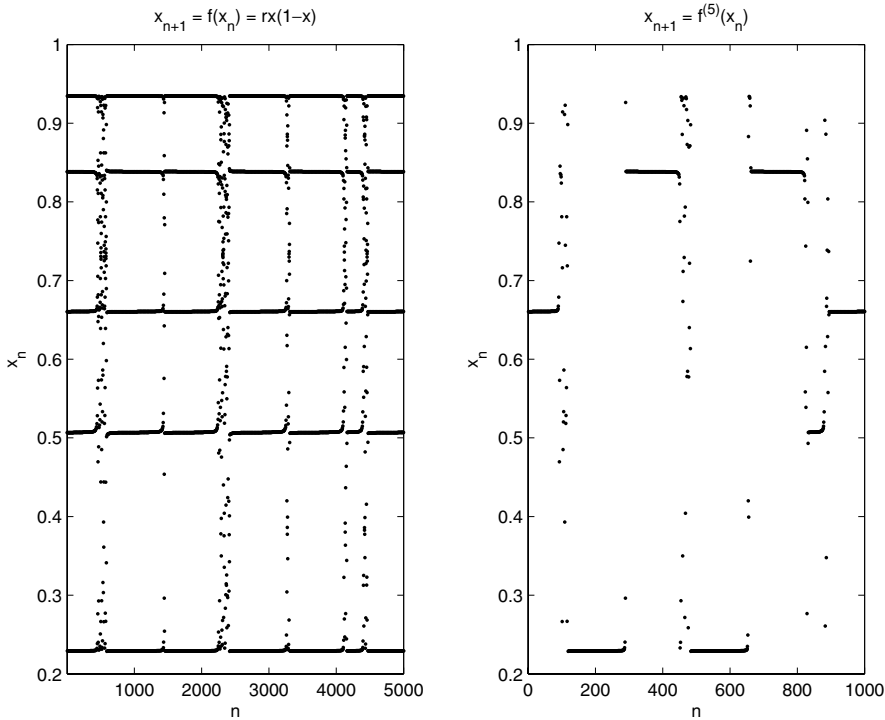 x_{n+1} = f(x_n) = rx(1−x)
1
0.9
0.8
0.7
0.6
0.5
0.4
0.3
0.2
x_n
1000 2000 3000 4000 5000
n
x_{n+1} = f^{(5)}(x_n)
1
0.9
0.8
0.7
0.6
0.5
0.4
0.3
0.2
x_n
0 200 400 600 800 1000
n